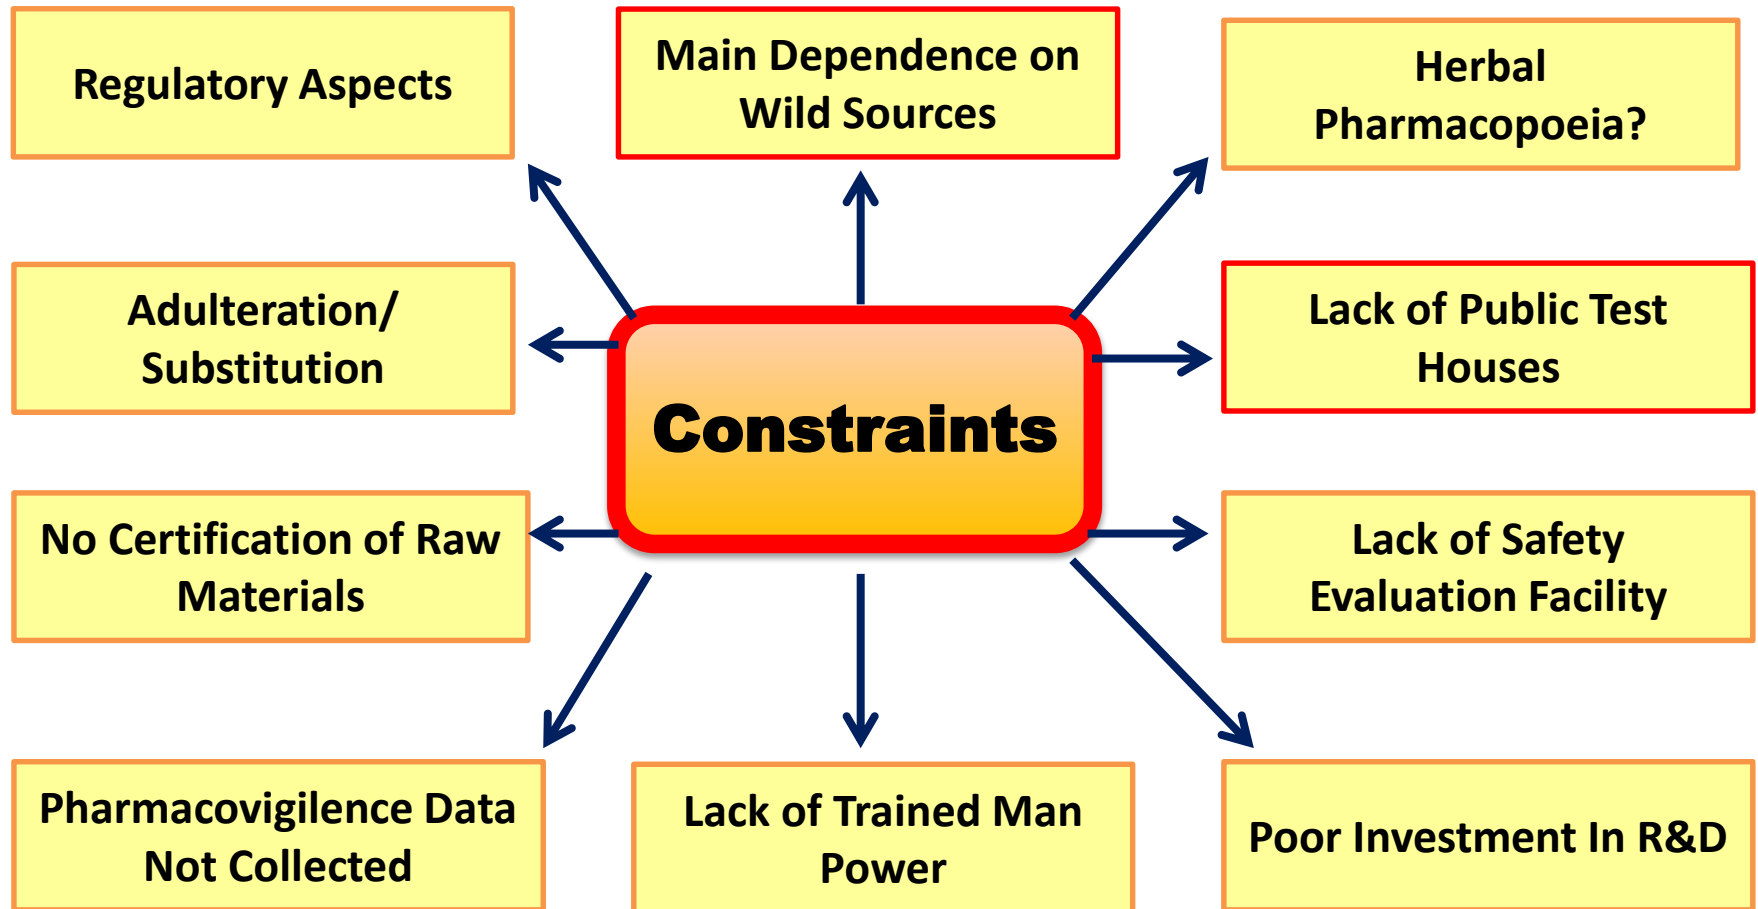 Regulatory Aspects
Main Dependence on
Wild Sources
Herbal
Pharmacopoeia?
Adulteration/
Substitution
Constraints
Lack of Public Test
Houses
No Certification of Raw
Materials
Lack of Safety
Evaluation Facility
Pharmacovigilence Data
Not Collected
Lack of Trained Man
Power
Poor Investment In R&D